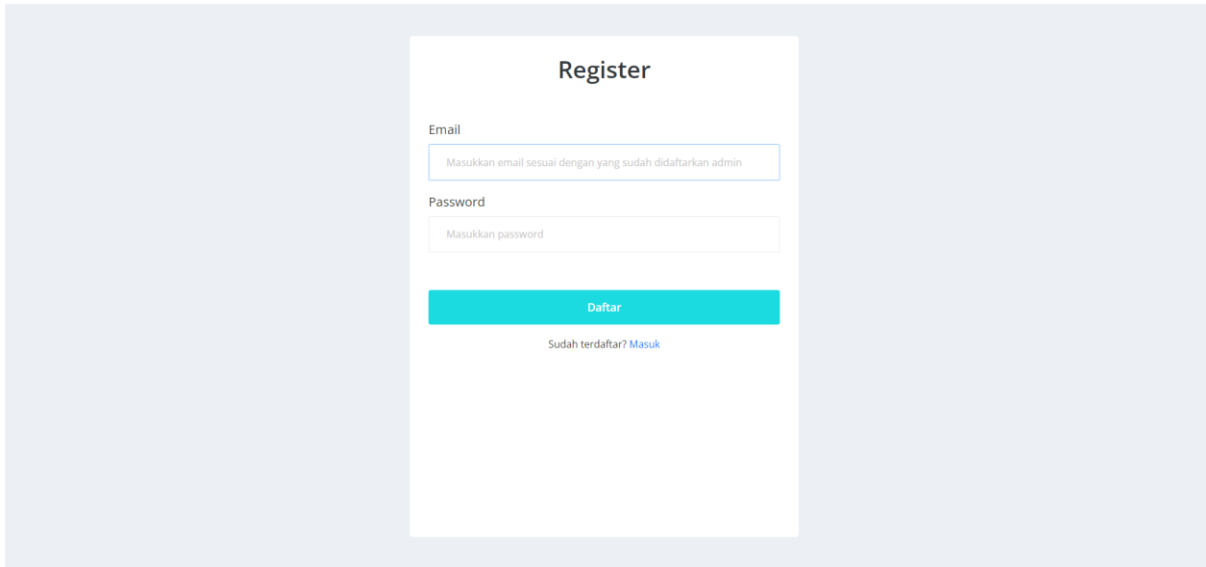 Register
Email
Masukkan email sesuai dengan yang sudah didaftarkan admin
Password
Masukkan password
Daftar
Sudah terdaftar? Masuk